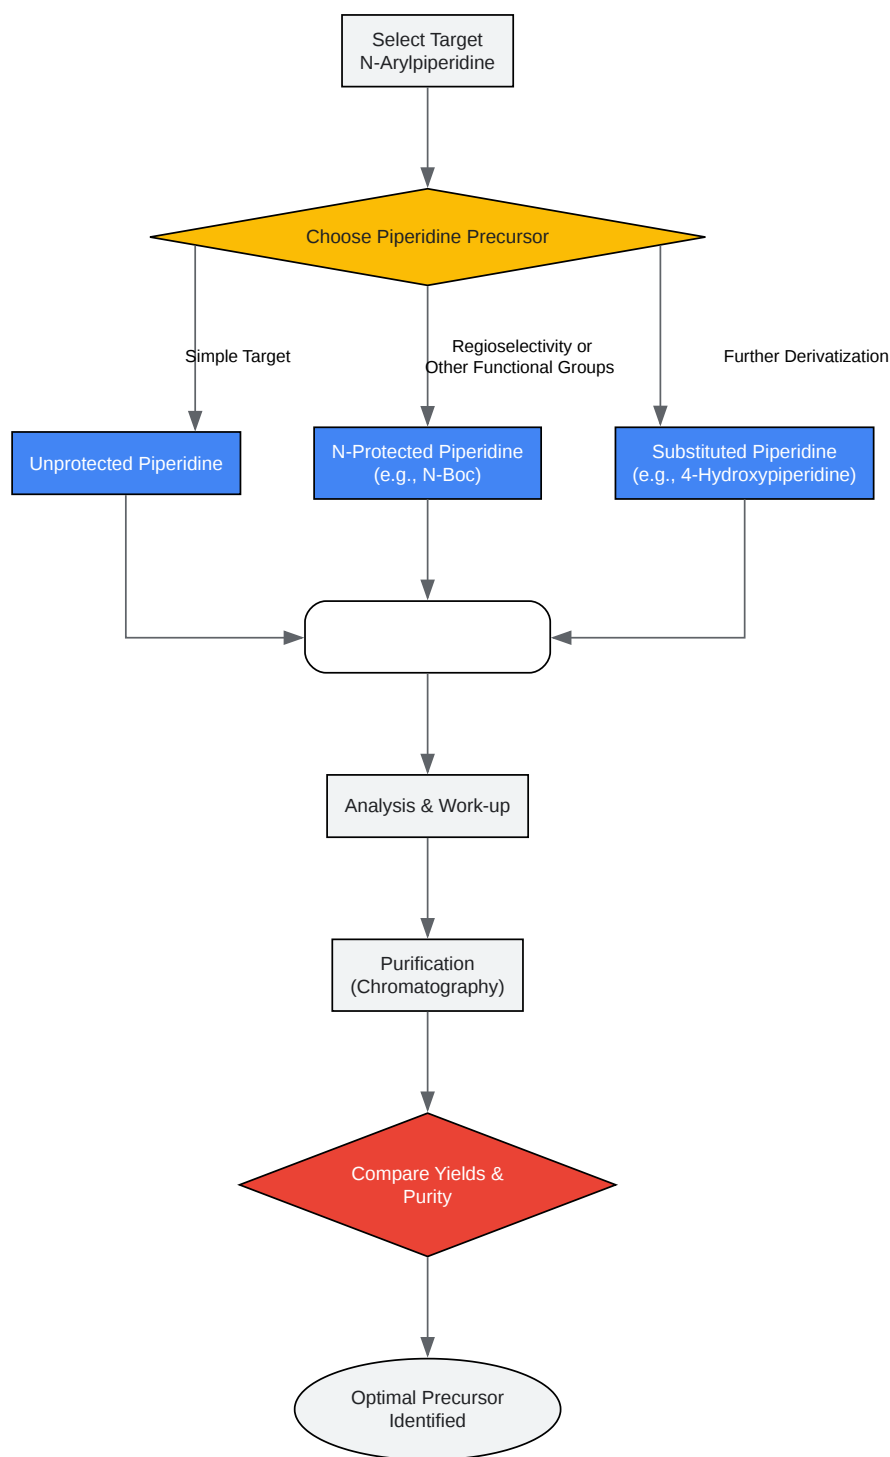 Select Target
N-Arylpiperidine
Choose Piperidine Precursor
Simple Target
Regioselectivity or
Other Functional Groups
Further Derivatization
Unprotected Piperidine
N-Protected Piperidine
(e.g., N-Boc)
Substituted Piperidine
(e.g., 4-Hydroxypiperidine)
Analysis & Work-up
Purification
(Chromatography)
Compare Yields &
Purity
Optimal Precursor
Identified